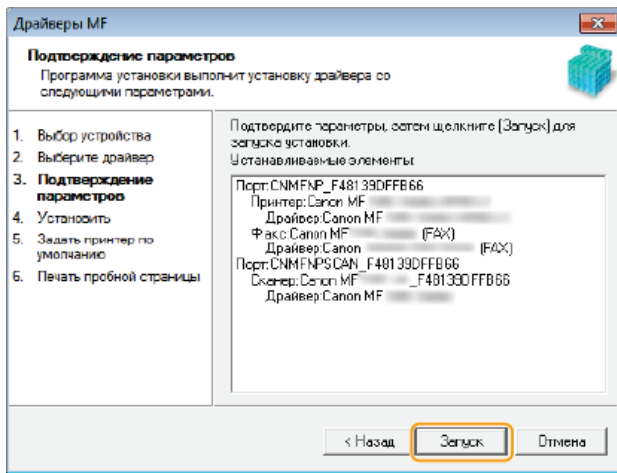 Драйверы MF
Подтверждение параметров
Программа установки выполнит установку драйвера со
следующими параметрами.
1. Выбор устройства
2. Выберите драйвер
3. Подтверждение
параметров
4. Установить
5. Задать принтер по
умолчанию
6. Печать пробной страницы
Подтвердите параметры, затем щелкните [Запуск] для
запуска установки.
Устанавливаемые элементы:
Порт:CNMFNP_F48139DFFB66
Принтер:Canon MF
Драйвер:Canon MF
Факс:Canon MF (FAX)
Драйвер:Canon (FAX)
Порт:CNMFNPSCAN_F48139DFFB66
Сканер:Canon MF _F48139DFFB66
Драйвер:Canon MF
< Назад
Запуск
Отмена